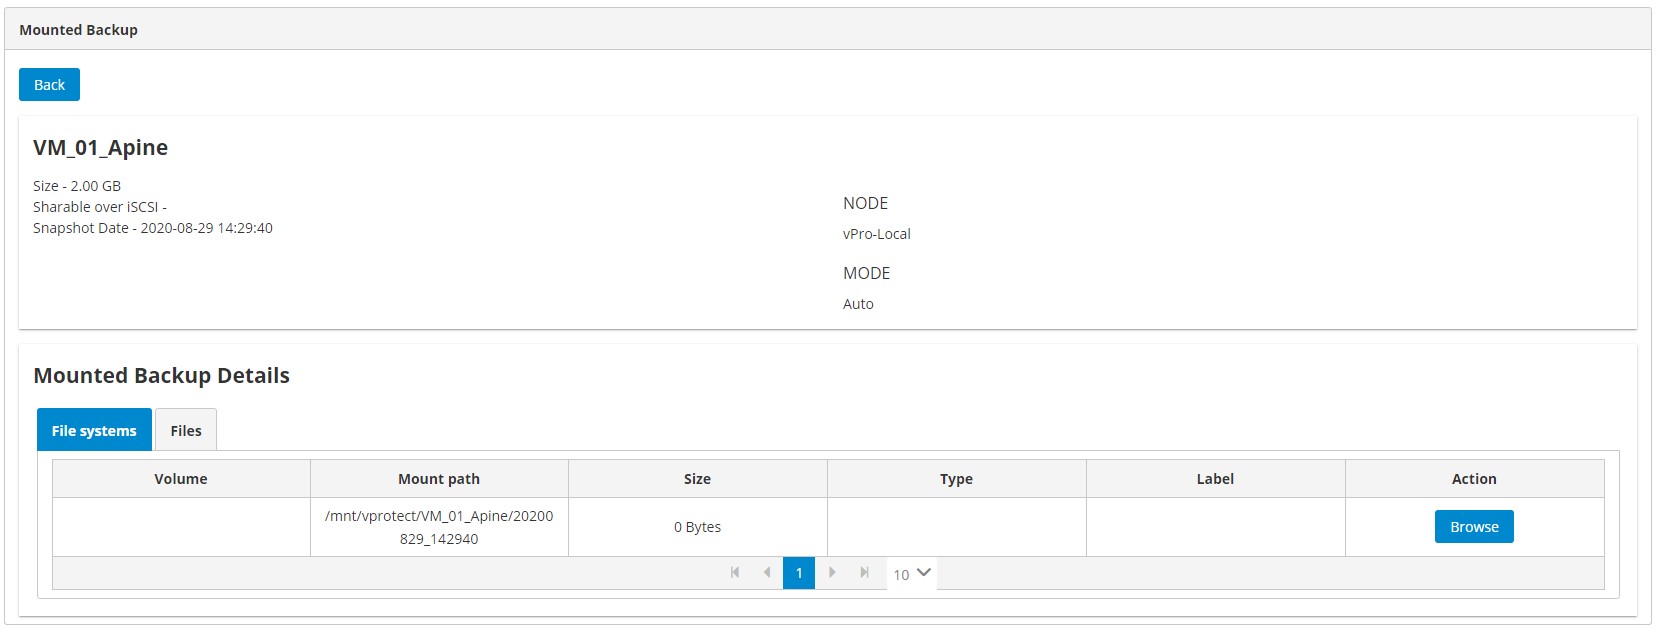 Mounted Backup
Back
VM_01_Apine
Size - 2.00 GB
Sharable over iSCSI -
Snapshot Date - 2020-08-29 14:29:40
NODE
vPro-Local
MODE
Auto
Mounted Backup Details
File systems Files
Volume Mount path Size Type Label Action
/mnt/vprotect/VM_01_Apine/20200
829_142940
0 Bytes
Browse
1 10